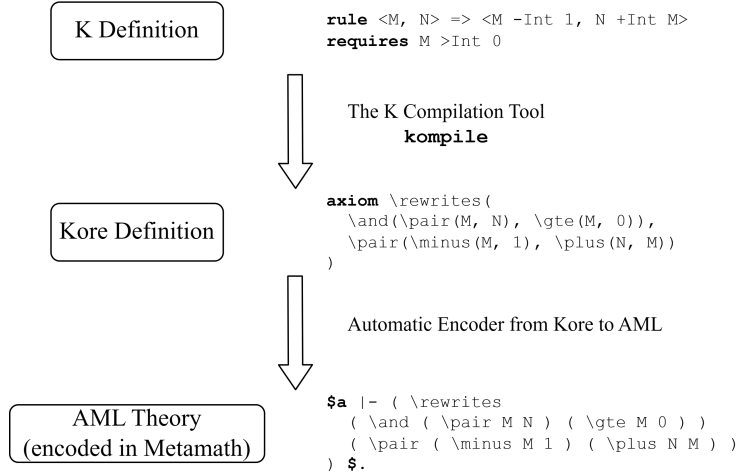 K Definition
rule <M, N> => <M -Int 1, N +Int M>
requires M >Int 0
The K Compilation Tool
kompile
Kore Definition
axiom \rewrites(
\and(\pair(M, N), \gte(M, 0)),
\pair(\minus(M, 1), \plus(N, M))
)
Automatic Encoder from Kore to AML
AML Theory
(encoded in Metamath)
$a |- ( \rewrites
( \and ( \pair M N ) ( \gte M 0 ) )
( \pair ( \minus M 1 ) ( \plus N M ) )
) $.